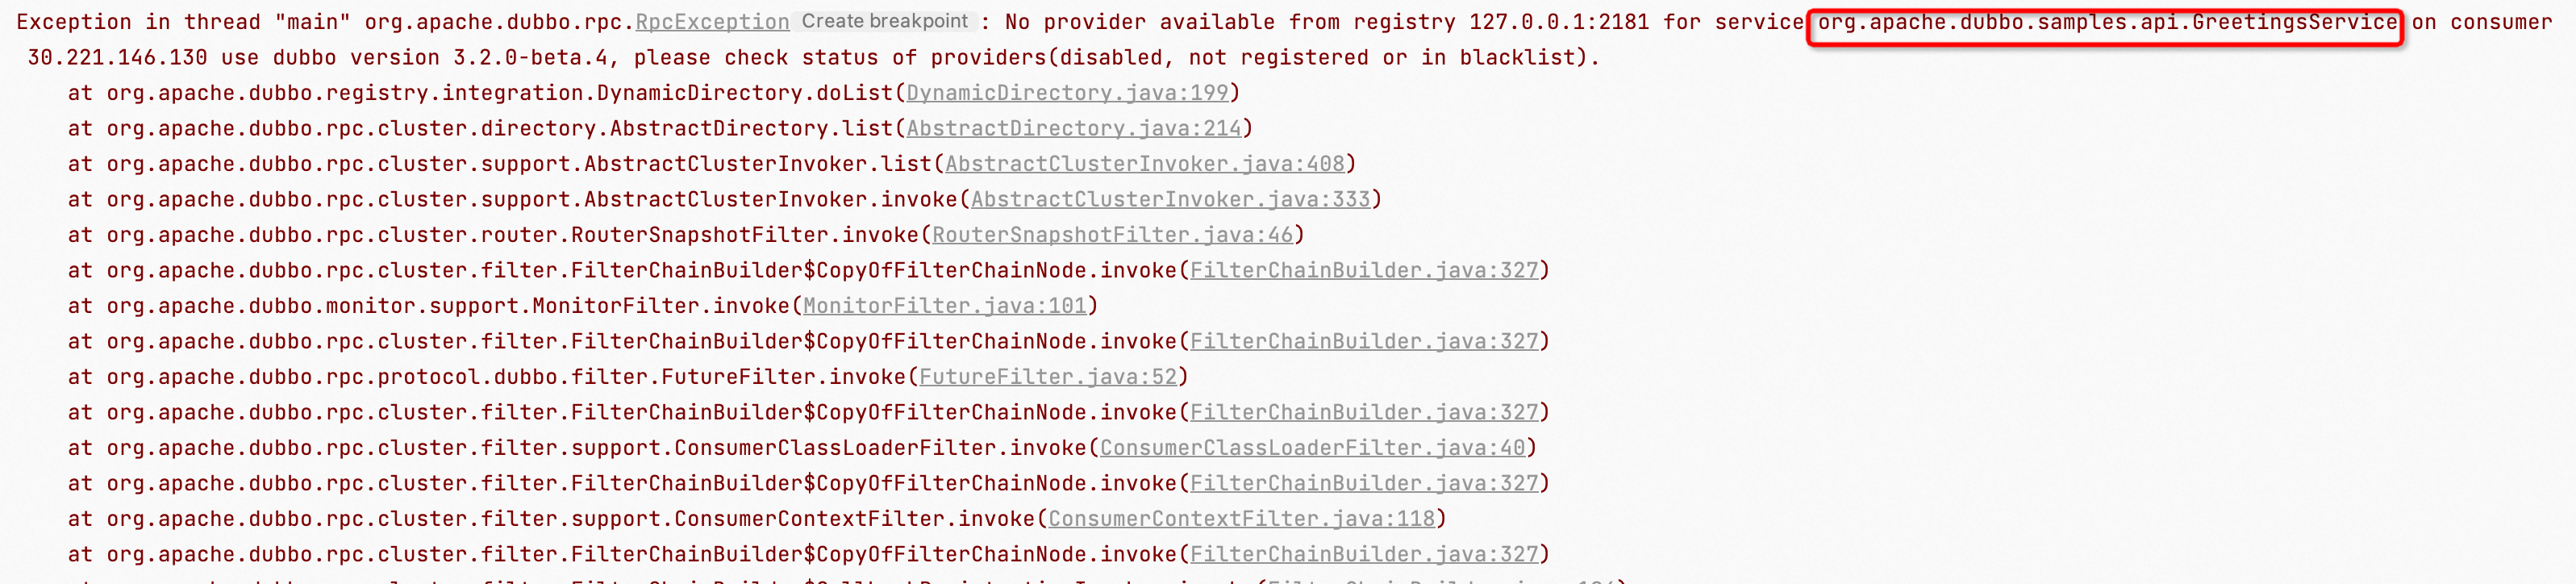 Exception in thread "main" org.apache.dubbo.rpc.RpcException Create breakpoint : No provider available from registry 127.0.0.1:2181 for service org.apache.dubbo.samples.api.GreetingsService on consumer
30.221.146.130 use dubbo version 3.2.0-beta.4, please check status of providers(disabled, not registered or in blacklist).
at org.apache.dubbo.registry.integration.DynamicDirectory.doList(DynamicDirectory.java:199)
at org.apache.dubbo.rpc.cluster.directory.AbstractDirectory.list(AbstractDirectory.java:214)
at org.apache.dubbo.rpc.cluster.support.AbstractClusterInvoker.list(AbstractClusterInvoker.java:408)
at org.apache.dubbo.rpc.cluster.support.AbstractClusterInvoker.invoke(AbstractClusterInvoker.java:333)
at org.apache.dubbo.rpc.cluster.router.RouterSnapshotFilter.invoke(RouterSnapshotFilter.java:46)
at org.apache.dubbo.rpc.cluster.filter.FilterChainBuilder$CopyOfFilterChainNode.invoke(FilterChainBuilder.java:327)
at org.apache.dubbo.monitor.support.MonitorFilter.invoke(MonitorFilter.java:101)
at org.apache.dubbo.rpc.cluster.filter.FilterChainBuilder$CopyOfFilterChainNode.invoke(FilterChainBuilder.java:327)
at org.apache.dubbo.rpc.protocol.dubbo.filter.FutureFilter.invoke(FutureFilter.java:52)
at org.apache.dubbo.rpc.cluster.filter.FilterChainBuilder$CopyOfFilterChainNode.invoke(FilterChainBuilder.java:327)
at org.apache.dubbo.rpc.cluster.filter.support.ConsumerClassLoaderFilter.invoke(ConsumerClassLoaderFilter.java:40)
at org.apache.dubbo.rpc.cluster.filter.FilterChainBuilder$CopyOfFilterChainNode.invoke(FilterChainBuilder.java:327)
at org.apache.dubbo.rpc.cluster.filter.support.ConsumerContextFilter.invoke(ConsumerContextFilter.java:118)
at org.apache.dubbo.rpc.cluster.filter.FilterChainBuilder$CopyOfFilterChainNode.invoke(FilterChainBuilder.java:327)